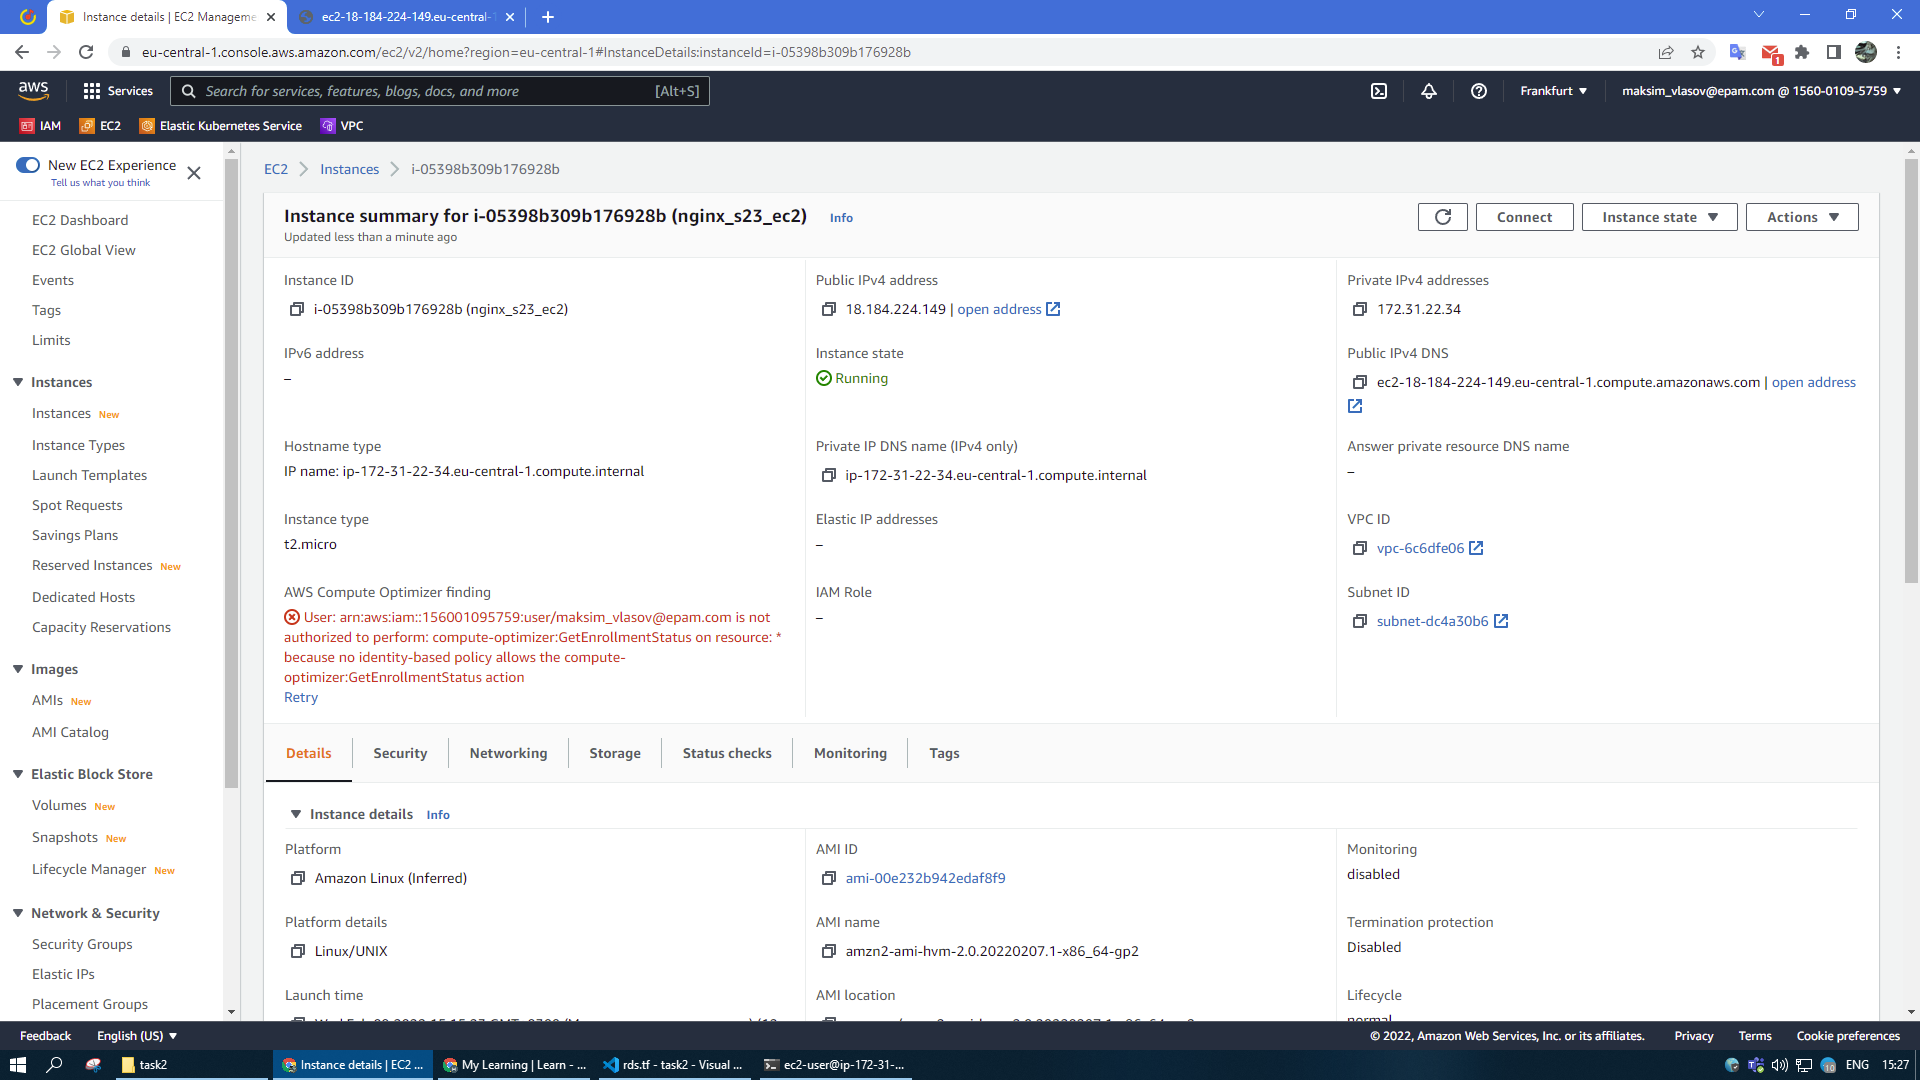 Instance details | EC2 Manageme
ec2-18-184-224-149.eu-central-1
eu-central-1.console.aws.amazon.com/ec2/v2/home?region=eu-central-1#InstanceDetails:instanceId=i-05398b309b176928b
1
aws
Services
Search for services, features, blogs, docs, and more
[Alt+S]
Frankfurt
maksim_vlasov@epam.com @ 1560-0109-5759
IAM
EC2
Elastic Kubernetes Service
VPC
New EC2 Experience
Tell us what you think
EC2 Dashboard
EC2 Global View
Events
Tags
Limits
Instances
Instances New
Instance Types
Launch Templates
Spot Requests
Savings Plans
Reserved Instances New
Dedicated Hosts
Capacity Reservations
Images
AMIs New
AMI Catalog
Elastic Block Store
Volumes New
Snapshots New
Lifecycle Manager New
Network & Security
Security Groups
Elastic IPs
Placement Groups
EC2
Instances
i-05398b309b176928b
Instance summary for i-05398b309b176928b (nginx_s23_ec2)
Info
Updated less than a minute ago
Connect
Instance state
Actions
Instance ID
i-05398b309b176928b (nginx_s23_ec2)
Public IPv4 address
18.184.224.149 | open address
Private IPv4 addresses
172.31.22.34
IPv6 address
–
Instance state
Running
Public IPv4 DNS
ec2-18-184-224-149.eu-central-1.compute.amazonaws.com | open address
Hostname type
IP name: ip-172-31-22-34.eu-central-1.compute.internal
Private IP DNS name (IPv4 only)
ip-172-31-22-34.eu-central-1.compute.internal
Answer private resource DNS name
–
Instance type
t2.micro
Elastic IP addresses
–
VPC ID
vpc-6c6dfe06
AWS Compute Optimizer finding
User: arn:aws:iam::156001095759:user/maksim_vlasov@epam.com is not
authorized to perform: compute-optimizer:GetEnrollmentStatus on resource: *
because no identity-based policy allows the compute-
optimizer:GetEnrollmentStatus action
Retry
IAM Role
–
Subnet ID
subnet-dc4a30b6
Details
Security
Networking
Storage
Status checks
Monitoring
Tags
Instance details
Info
Platform
Amazon Linux (Inferred)
AMI ID
ami-00e232b942edaf8f9
Monitoring
disabled
Platform details
Linux/UNIX
AMI name
amzn2-ami-hvm-2.0.20220207.1-x86_64-gp2
Termination protection
Disabled
Launch time
AMI location
Lifecycle
normal
Feedback
English (US)
© 2022, Amazon Web Services, Inc. or its affiliates.
Privacy
Terms
Cookie preferences
task2
Instance details | EC2 ...
My Learning | Learn - ...
rds.tf - task2 - Visual ...
ec2-user@ip-172-31-...
10
ENG
15:27